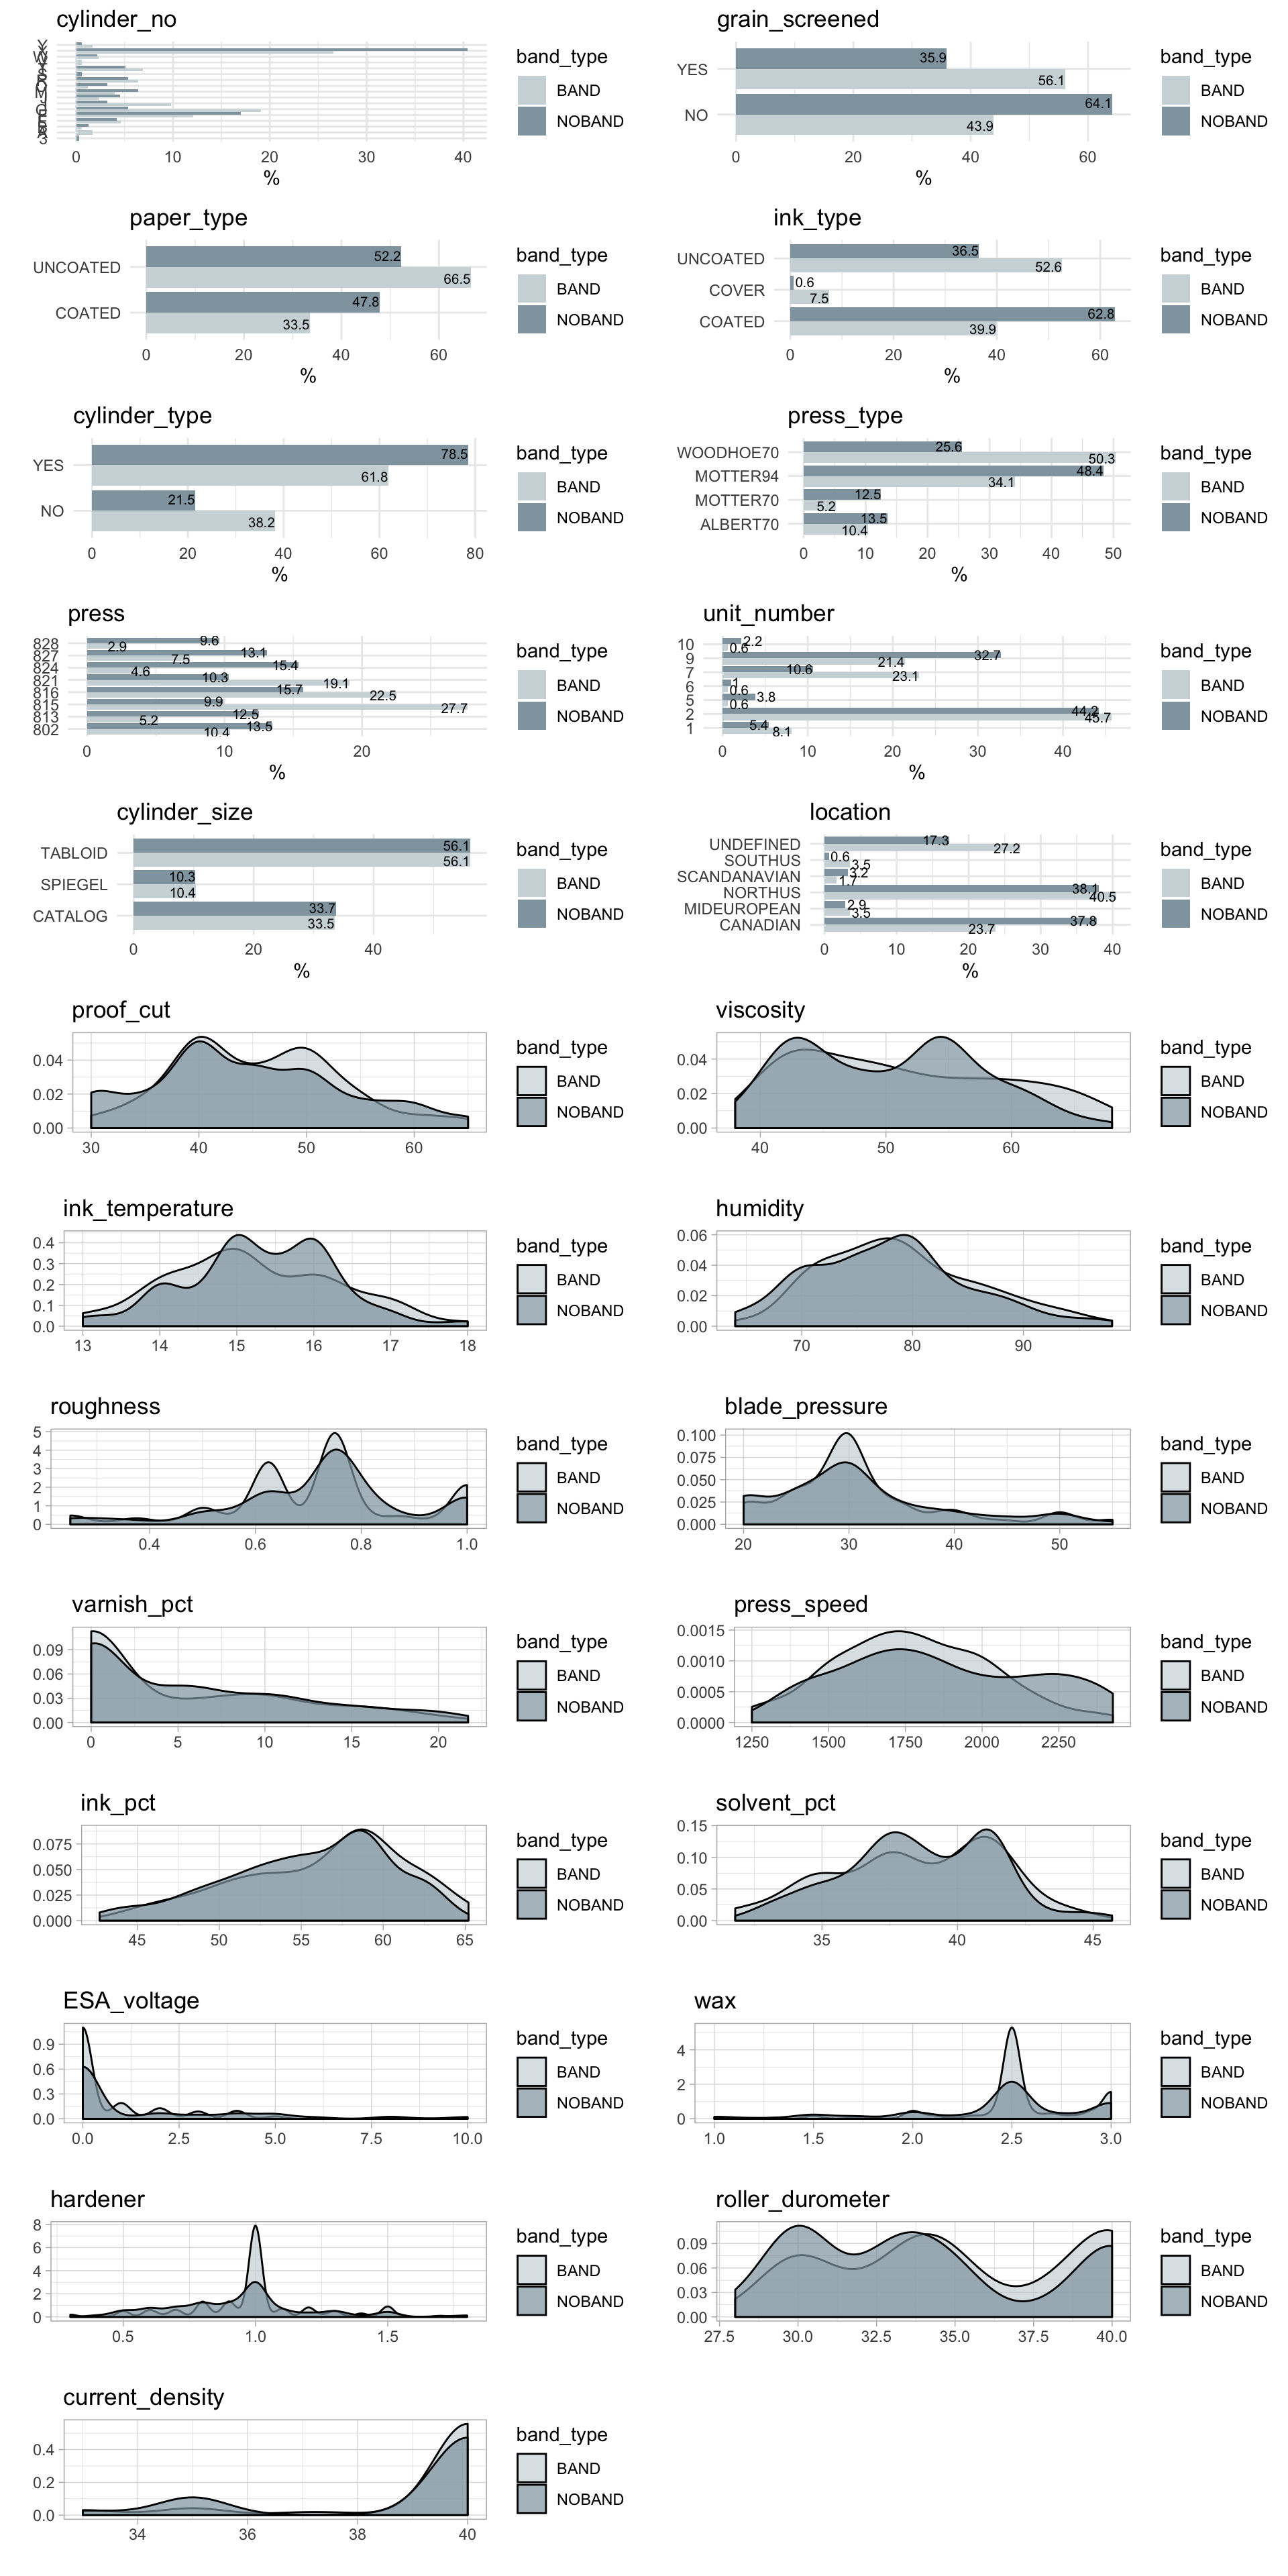 cylinder_no
band_type
BAND
NOBAND
0 10 20 30 40
%
grain_screened
band_type
YES
35.9
56.1
BAND
NO
64.1
43.9
NOBAND
0 20 40 60
%
paper_type
band_type
UNCOATED
52.2
66.5
BAND
COATED
47.8
33.5
NOBAND
0 20 40 60
%
ink_type
band_type
UNCOATED
36.5
52.6
BAND
COVER
0.6
7.5
COATED
62.8
39.9
NOBAND
0 20 40 60
%
cylinder_type
band_type
YES
78.5
61.8
BAND
NO
21.5
38.2
NOBAND
0 20 40 60 80
%
press_type
band_type
WOODHOE70
25.6
50.3
MOTTER94
48.4
34.1
BAND
MOTTER70
12.5
5.2
ALBERT70
13.5
10.4
NOBAND
0 10 20 30 40 50
%
press
band_type
828
9.6
2.9
827
13.1
7.5
824
15.4
4.6
821
10.3
19.1
816
15.7
22.5
815
9.9
27.7
813
12.5
5.2
802
13.5
10.4
BAND
NOBAND
0 10 20
%
unit_number
band_type
10
2.2
0.6
9
32.7
21.4
7
10.6
23.1
6
1
0.6
5
3.8
0.6
2
44.2
45.7
1
5.4
8.1
BAND
NOBAND
0 10 20 30 40
%
cylinder_size
band_type
TABLOID
56.1
56.1
BAND
SPIEGEL
10.3
10.4
CATALOG
33.7
33.5
NOBAND
0 20 40
%
location
band_type
UNDEFINED
17.3
27.2
SOUTHUS
0.6
3.5
SCANDANAVIAN
3.2
1.7
NORTHUS
38.1
40.5
MIDEUROPEAN
2.9
3.5
CANADIAN
37.8
23.7
BAND
NOBAND
0 10 20 30 40
%
proof_cut
band_type
0.04
0.02
0.00
BAND
NOBAND
30 40 50 60
viscosity
band_type
0.04
0.02
0.00
BAND
NOBAND
40 50 60
ink_temperature
band_type
0.4
0.3
0.2
0.1
0.0
BAND
NOBAND
13 14 15 16 17 18
humidity
band_type
0.06
0.04
0.02
0.00
BAND
NOBAND
70 80 90
roughness
band_type
5
4
3
2
1
0
BAND
NOBAND
0.4 0.6 0.8 1.0
blade_pressure
band_type
0.100
0.075
0.050
0.025
0.000
BAND
NOBAND
20 30 40 50
varnish_pct
band_type
0.09
0.06
0.03
0.00
BAND
NOBAND
0 5 10 15 20
press_speed
band_type
0.0015
0.0010
0.0005
0.0000
BAND
NOBAND
1250 1500 1750 2000 2250
ink_pct
band_type
0.075
0.050
0.025
0.000
BAND
NOBAND
45 50 55 60 65
solvent_pct
band_type
0.15
0.10
0.05
0.00
BAND
NOBAND
35 40 45
ESA_voltage
band_type
0.9
0.6
0.3
0.0
BAND
NOBAND
0.0 2.5 5.0 7.5 10.0
wax
band_type
4
2
0
BAND
NOBAND
1.0 1.5 2.0 2.5 3.0
hardener
band_type
8
6
4
2
0
BAND
NOBAND
0.5 1.0 1.5
roller_durometer
band_type
0.09
0.06
0.03
0.00
BAND
NOBAND
27.5 30.0 32.5 35.0 37.5 40.0
current_density
band_type
0.4
0.2
0.0
BAND
NOBAND
34 36 38 40